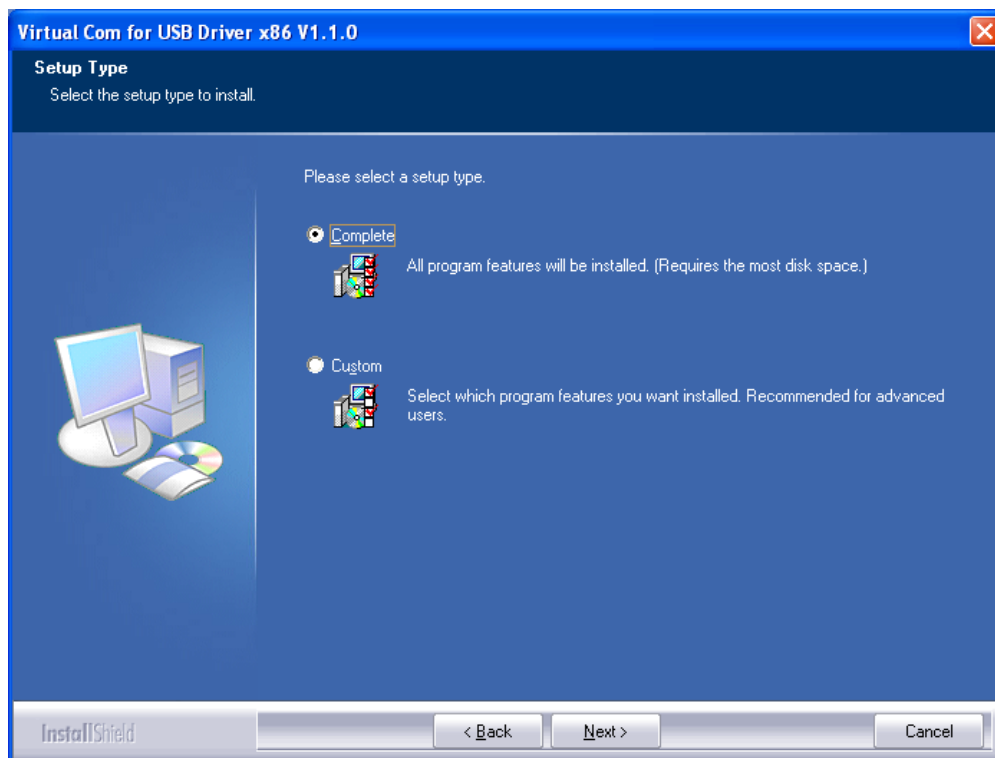 Virtual Com for USB Driver x86 V1.1.0
Setup Type
Select the setup type to install.
Please select a setup type.
Complete
All program features will be installed. (Requires the most disk space.)
Custom
Select which program features you want installed. Recommended for advanced
users.
InstallShield
< Back
Next >
Cancel